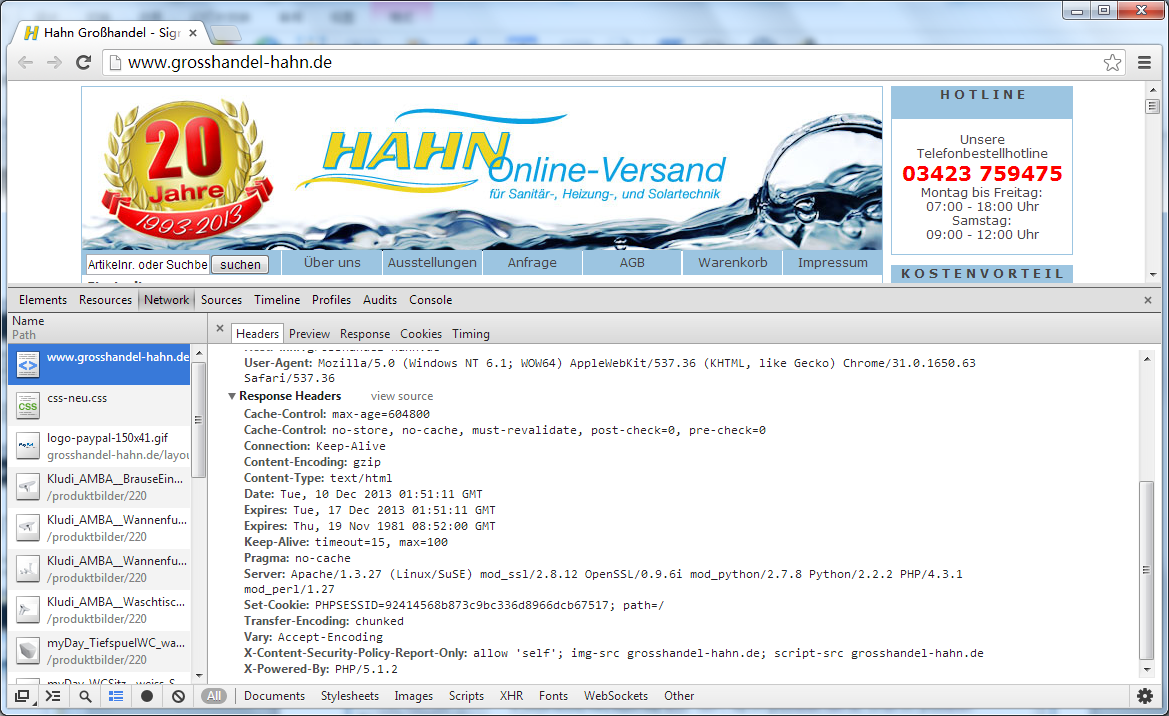 Hahn Großhandel - Sigr
www.grosshandel-hahn.de
20
Jahre
1993-2013
HAHN
Online-Versand
für Sanitär-, Heizung-, und Solartechnik
HOTLINE
Unsere
Telefonbestellhotline
03423 759475
Montag bis Freitag:
07:00 - 18:00 Uhr
Samstag:
09:00 - 12:00 Uhr
KOSTENVORTEIL
Artikelnr. oder Suchbe suchen Über uns Ausstellungen Anfrage AGB Warenkorb Impressum
Elements Resources Network Sources Timeline Profiles Audits Console
Name
Path
Headers Preview Response Cookies Timing
www.grosshandel-hahn.de
css-neu.css
logo-paypal-150x41.gif
grosshandel-hahn.de/layou
Kludi_AMBA__BrauseEin...
/produktbilder/220
Kludi_AMBA__Wannenfu...
/produktbilder/220
Kludi_AMBA__Wannenfu...
/produktbilder/220
Kludi_AMBA__Waschtisc...
/produktbilder/220
myDay_TiefspuelWC_wa...
/produktbilder/220
User-Agent: Mozilla/5.0 (Windows NT 6.1; WOW64) AppleWebKit/537.36 (KHTML, like Gecko) Chrome/31.0.1650.63
Safari/537.36
Response Headers view source
Cache-Control: max-age=604800
Cache-Control: no-store, no-cache, must-revalidate, post-check=0, pre-check=0
Connection: Keep-Alive
Content-Encoding: gzip
Content-Type: text/html
Date: Tue, 10 Dec 2013 01:51:11 GMT
Expires: Tue, 17 Dec 2013 01:51:11 GMT
Expires: Thu, 19 Nov 1981 08:52:00 GMT
Keep-Alive: timeout=15, max=100
Pragma: no-cache
Server: Apache/1.3.27 (Linux/SuSE) mod_ssl/2.8.12 OpenSSL/0.9.6i mod_python/2.7.8 Python/2.2.2 PHP/4.3.1
mod_perl/1.27
Set-Cookie: PHPSESSID=92414568b873c9bc336d8966dcb67517; path=/
Transfer-Encoding: chunked
Vary: Accept-Encoding
X-Content-Security-Policy-Report-Only: allow 'self'; img-src grosshandel-hahn.de; script-src grosshandel-hahn.de
X-Powered-By: PHP/5.1.2
All Documents Stylesheets Images Scripts XHR Fonts WebSockets Other